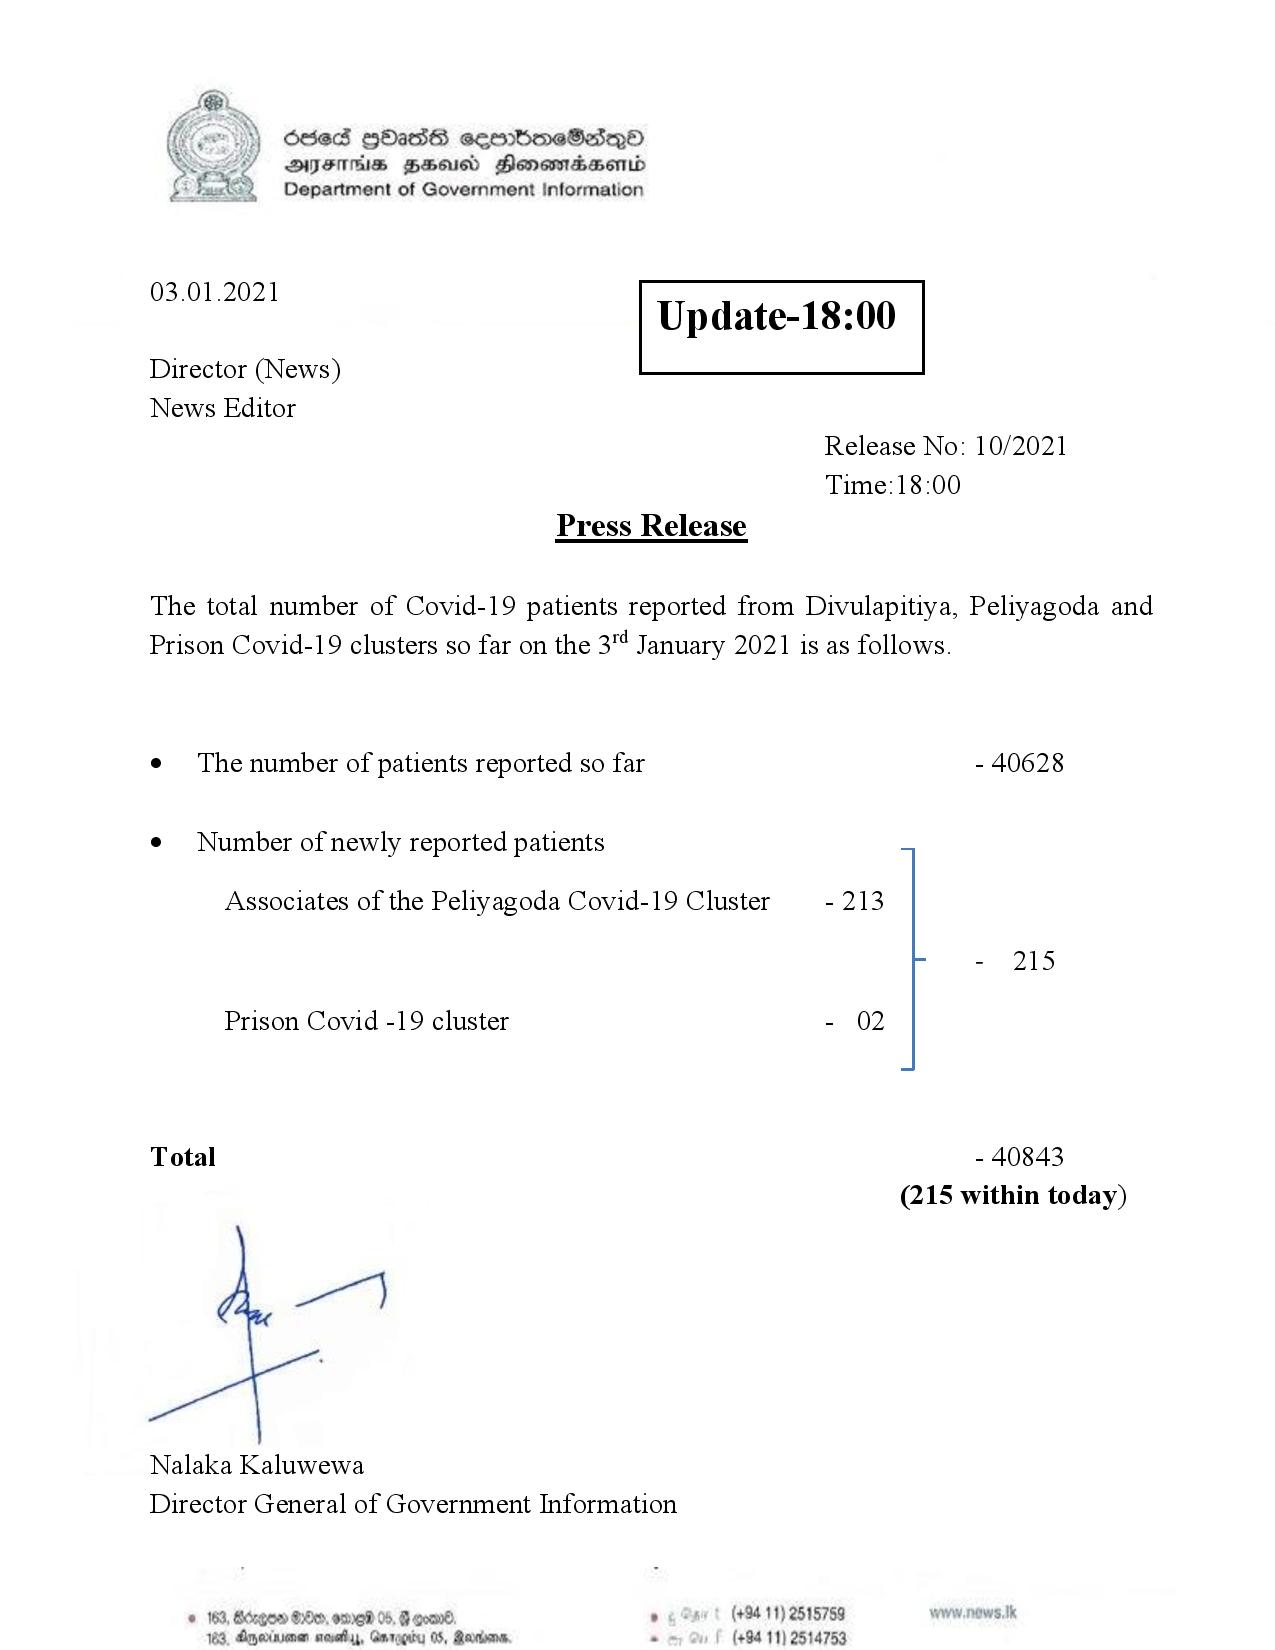 රජයේ ප්‍රවෘත්ති දෙපාර්තමේන්තුව
அரசாங்க தகவல் திணைக்களம்
Department of Government Information
03.01.2021
Update-18:00
Director (News)
News Editor
Release No: 10/2021
Time:18:00
Press Release
The total number of Covid-19 patients reported from Divulapitiya, Peliyagoda and
Prison Covid-19 clusters so far on the 3rd January 2021 is as follows.
• The number of patients reported so far - 40628
• Number of newly reported patients
Associates of the Peliyagoda Covid-19 Cluster - 213
- 215
Prison Covid -19 cluster - 02
Total - 40843
(215 within today)
Nalaka Kaluwewa
Director General of Government Information
163, කිරුලපන මාවත, කොළඹ 05, ශ්‍රී ලංකාව.
163, கிருலப்பனை எவனியூ, கொழும்பு 05, இலங்கை.
(+94 11) 2515759
(+94 11) 2514753
www.news.lk